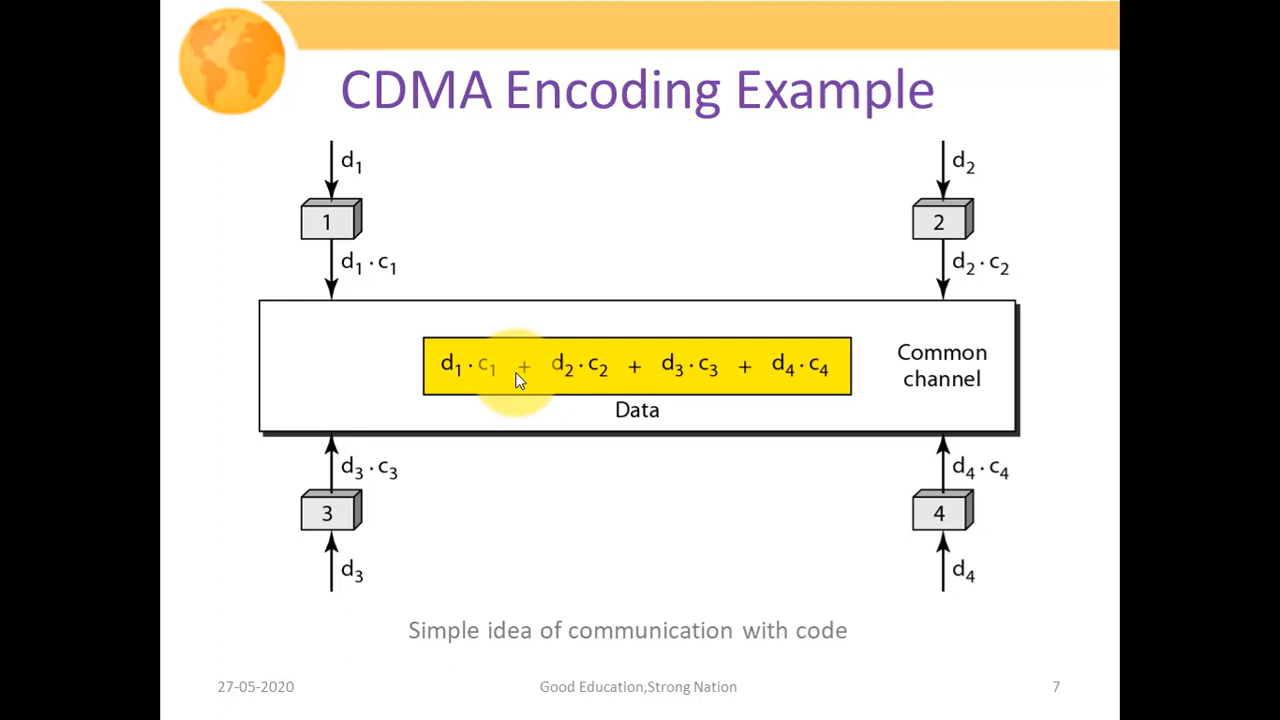 CDMA Encoding Example
d₁
d₂
1
2
d₁ · c₁
d₂ · c₂
d₁ · c₁ + d₂ · c₂ + d₃ · c₃ + d₄ · c₄
Common
channel
Data
d₃ · c₃
d₄ · c₄
3
4
d₃
d₄
Simple idea of communication with code
27-05-2020
Good Education,Strong Nation
7